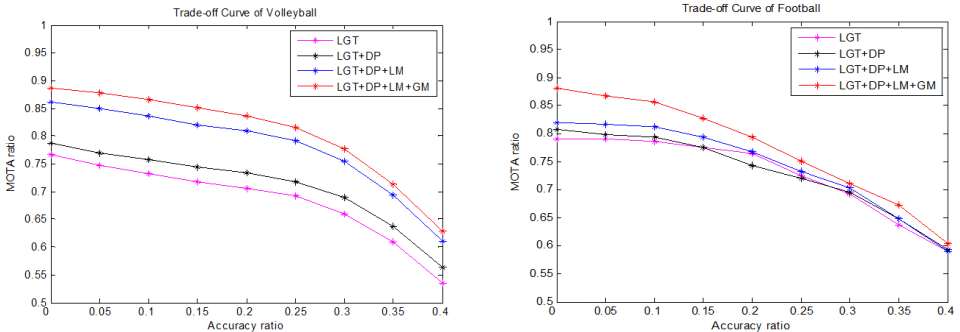 Trade-off Curve of Volleyball
MOTA ratio
1
0.95
0.9
0.85
0.8
0.75
0.7
0.65
0.6
0.55
0.5
0 0.05 0.1 0.15 0.2 0.25 0.3 0.35 0.4
Accuracy ratio
LGT
LGT+DP
LGT+DP+LM
LGT+DP+LM+GM
Trade-off Curve of Football
MOTA ratio
1
0.95
0.9
0.85
0.8
0.75
0.7
0.65
0.6
0.55
0.5
0 0.05 0.1 0.15 0.2 0.25 0.3 0.35 0.4
Accuracy ratio
LGT
LGT+DP
LGT+DP+LM
LGT+DP+LM+GM